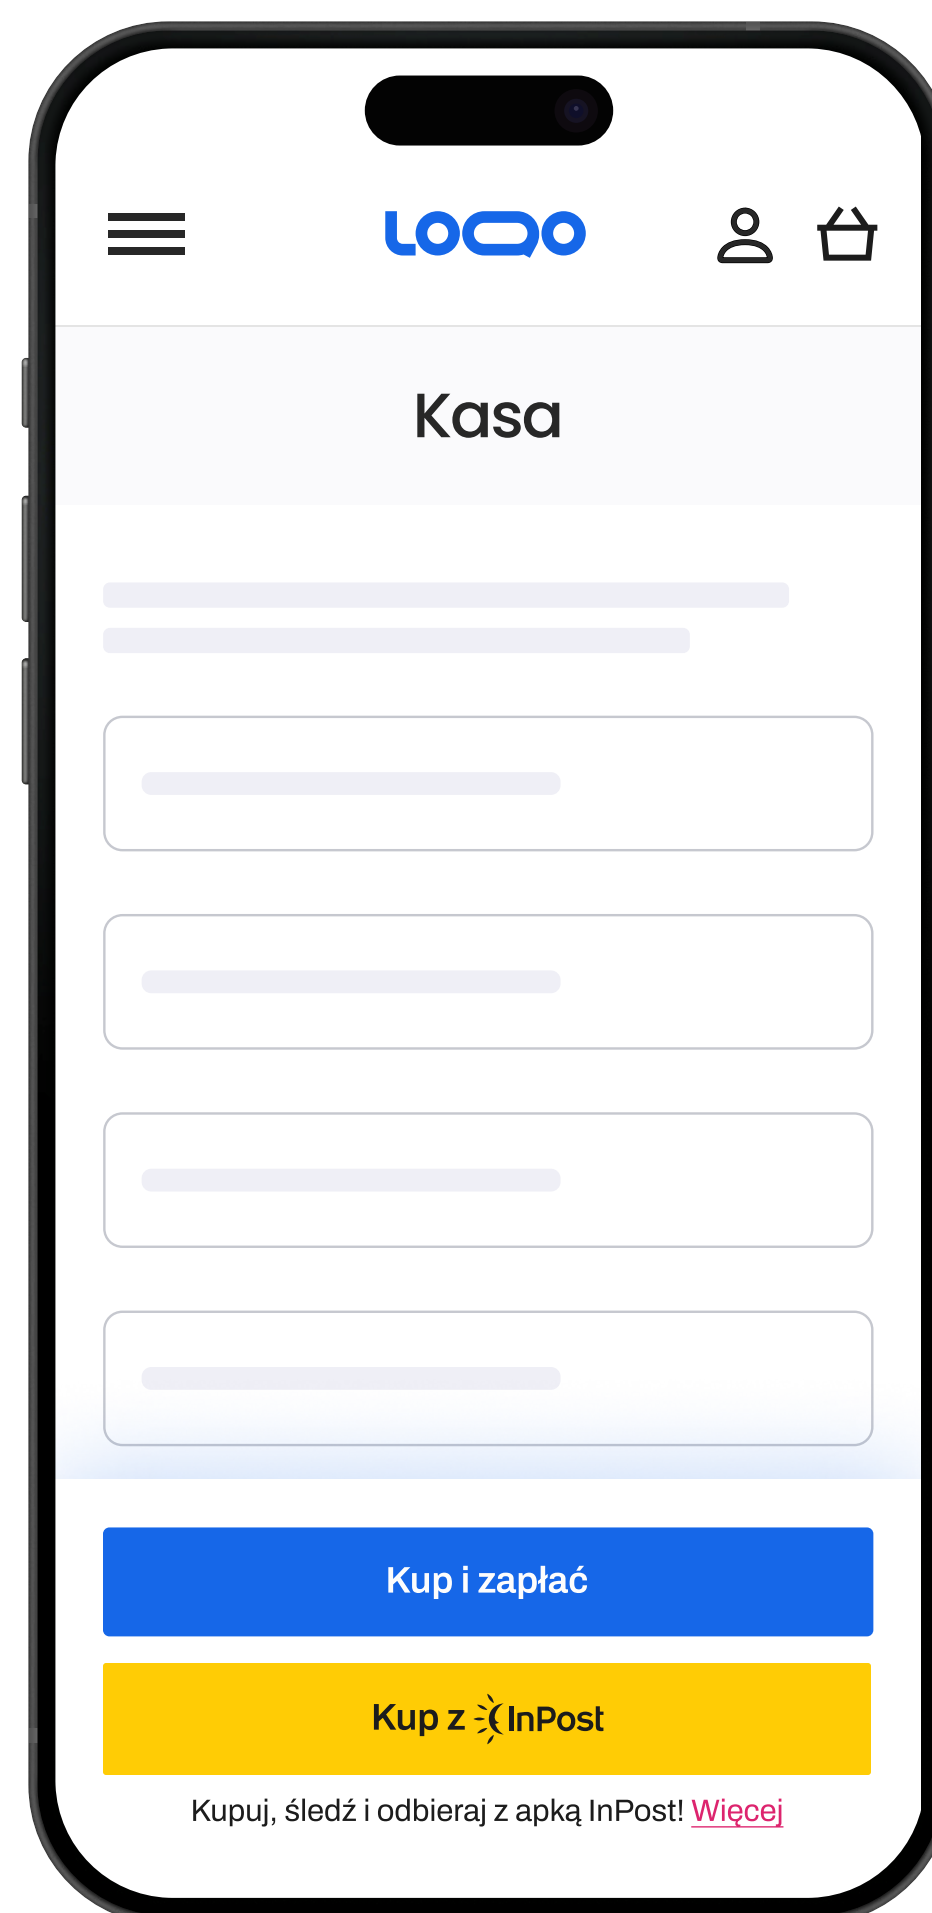 LOQO
Kasa
Kup i zapłać
Kup z InPost
Kupuj, śledź i odbieraj z apką InPost! Więcej